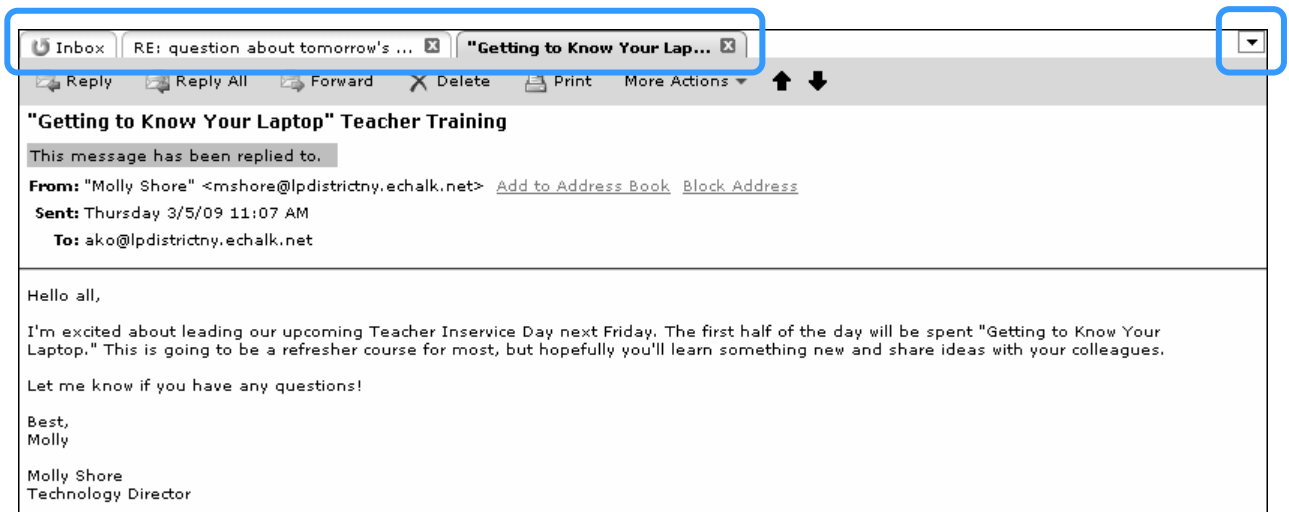 Inbox RE: question about tomorrow's ... "Getting to Know Your Lap...
Reply Reply All Forward Delete Print More Actions
"Getting to Know Your Laptop" Teacher Training
This message has been replied to.
From: "Molly Shore" <mshore@lpdistrictny.echalk.net> Add to Address Book Block Address
Sent: Thursday 3/5/09 11:07 AM
To: ako@lpdistrictny.echalk.net
Hello all,
I'm excited about leading our upcoming Teacher Inservice Day next Friday. The first half of the day will be spent "Getting to Know Your
Laptop." This is going to be a refresher course for most, but hopefully you'll learn something new and share ideas with your colleagues.
Let me know if you have any questions!
Best,
Molly
Molly Shore
Technology Director